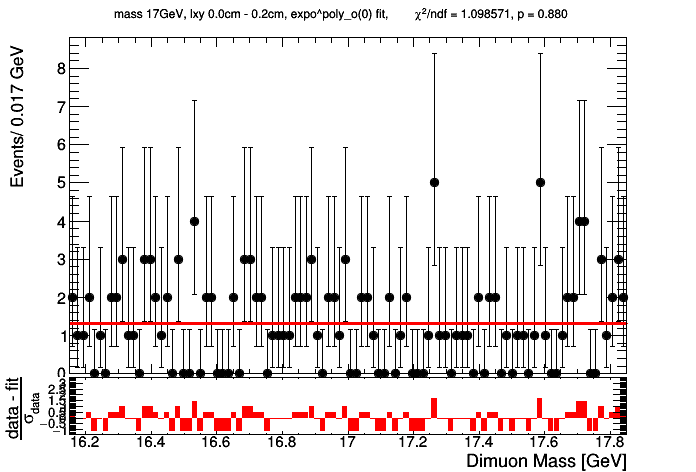 mass 17GeV, lxy 0.0cm - 0.2cm, expo^poly_o(0) fit, χ²/ndf = 1.098571, p = 0.880
Events/ 0.017 GeV
8
7
6
5
4
3
2
1
0
data - fit
σdata
16.2 16.4 16.6 16.8 17 17.2 17.4 17.6 17.8
Dimuon Mass [GeV]